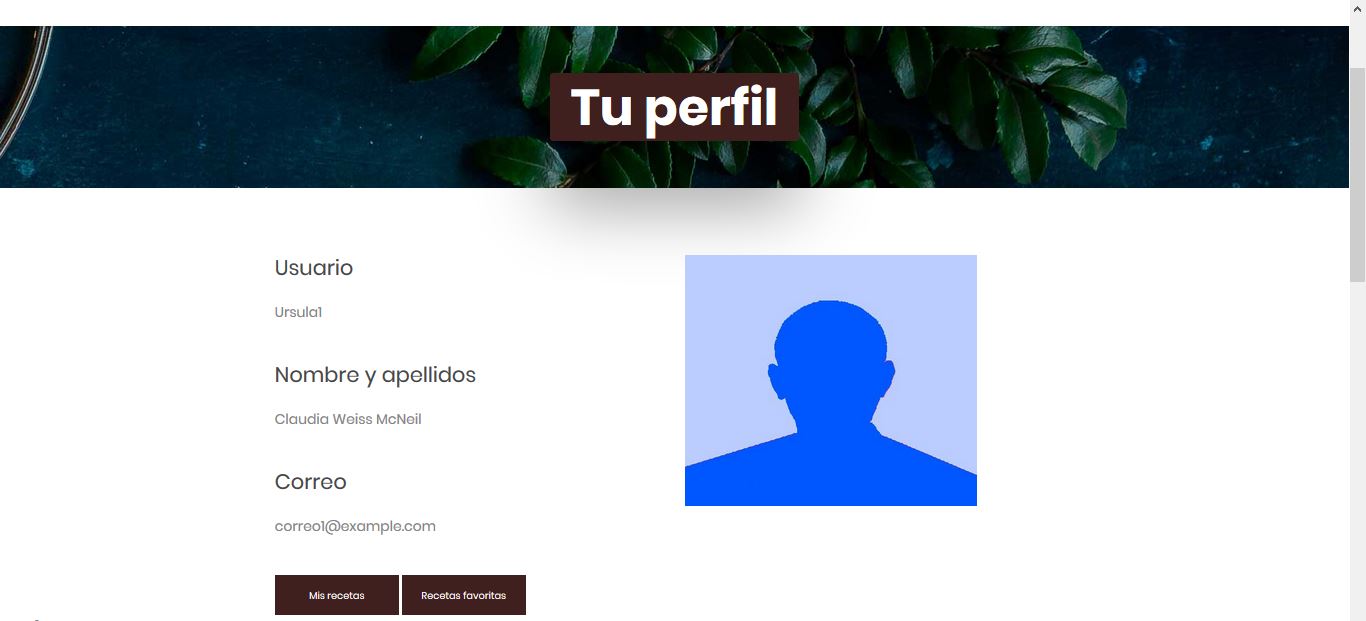 Tu perfil
Usuario
Ursula1
Nombre y apellidos
Claudia Weiss McNeil
Correo
correo1@example.com
Mis recetas
Recetas favoritas